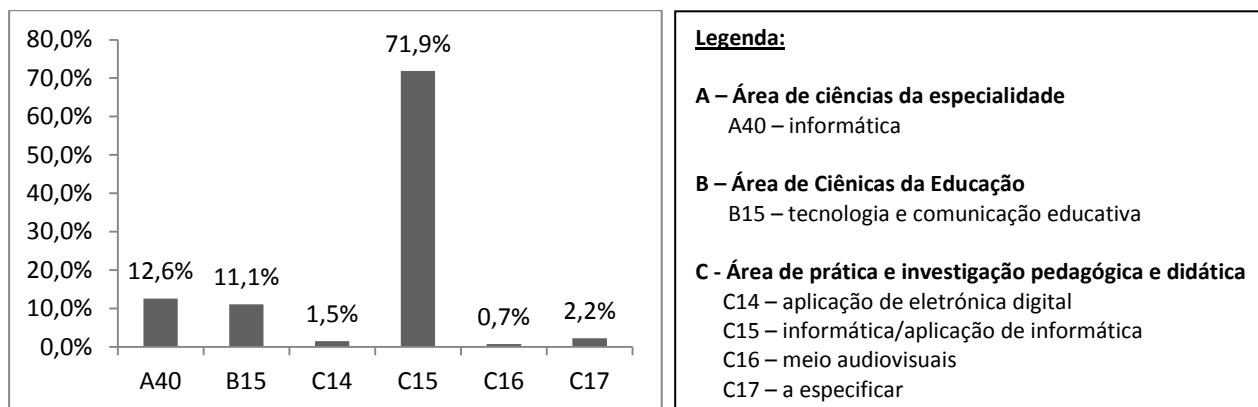 80,0%
70,0%
60,0%
50,0%
40,0%
30,0%
20,0%
10,0%
0,0%
12,6%
11,1%
1,5%
71,9%
0,7%
2,2%
A40 B15 C14 C15 C16 C17
Legenda:
A – Área de ciências da especialidade
A40 – informática
B – Área de Ciênicas da Educação
B15 – tecnologia e comunicação educativa
C - Área de prática e investigação pedagógica e didática
C14 – aplicação de eletrónica digital
C15 – informática/aplicação de informática
C16 – meio audiovisuais
C17 – a especificar